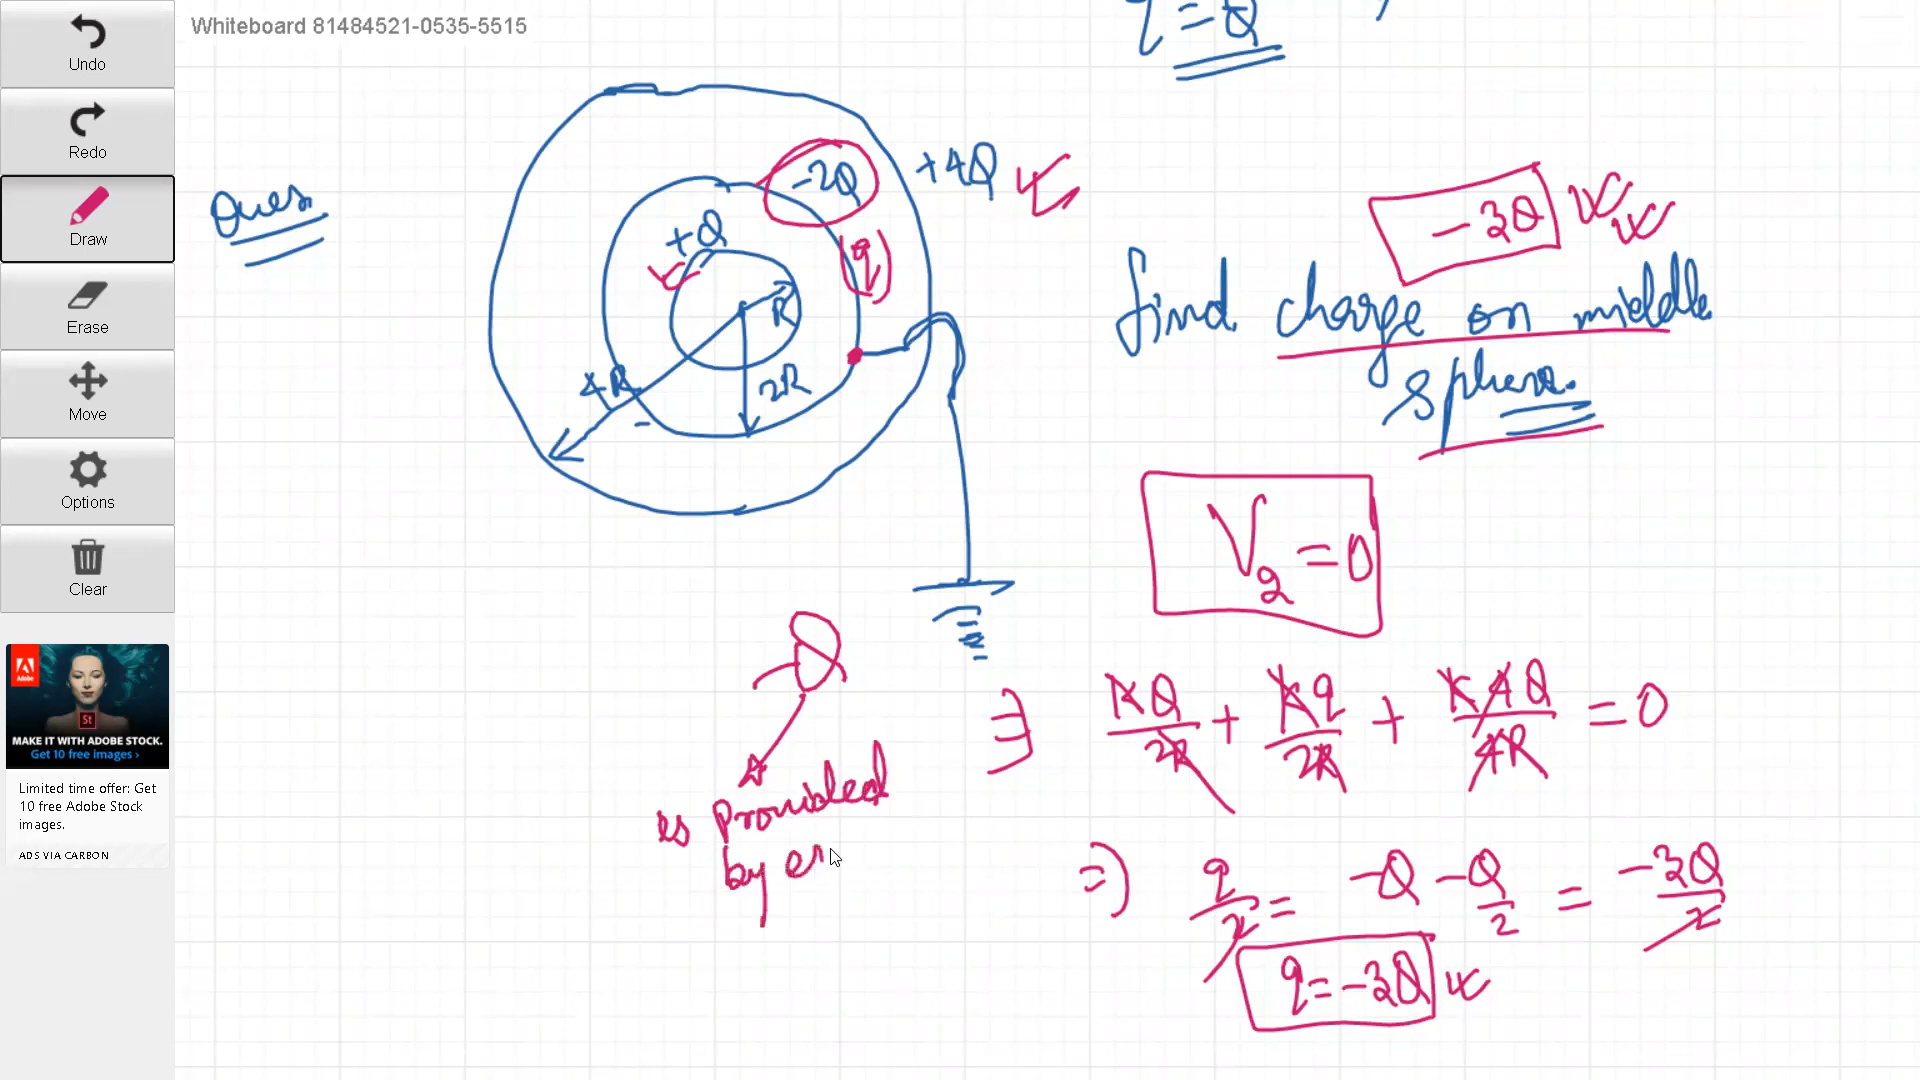 Undo
Redo
Draw
Erase
Move
Options
Clear
MAKE IT WITH ADOBE STOCK.
Get 10 free images ›
Adobe
St
Limited time offer: Get
10 free Adobe Stock
images.
ADS VIA CARBON
Whiteboard 81484521-0535-5515
q = Q
Ques.
-2Q
+4Q
+Q
q
R
4R
2R
-3Q
find charge on middle
sphere.
V2 = 0
⇒ KQ/2R + Kq/2R + K4Q/4R = 0
⇒ q/2 = -Q - Q/2 = -3Q/2
q = -3Q
Q
is Provided
by er